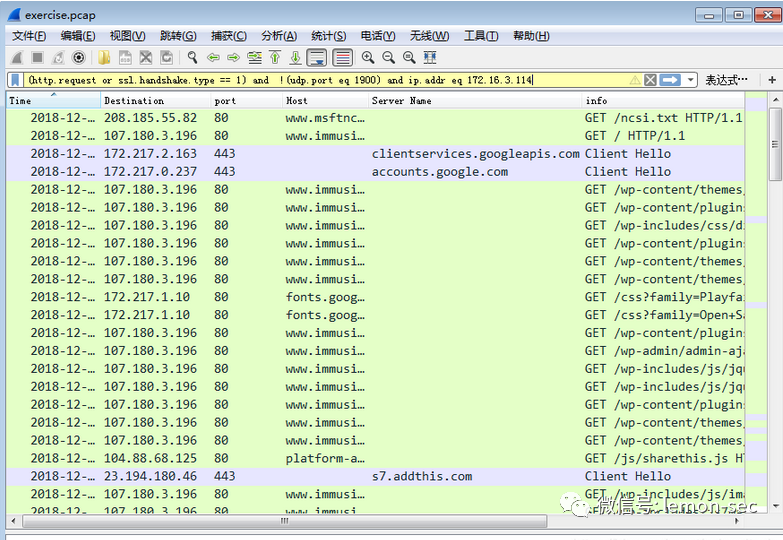 exercise.pcap
文件(F) 编辑(E) 视图(V) 跳转(G) 捕获(C) 分析(A) 统计(S) 电话(Y) 无线(W) 工具(T) 帮助(H)
(http.request or ssl.handshake.type == 1) and !(udp.port eq 1900) and ip.addr eq 172.16.3.114 表达式… +
Time Destination port Host Server Name info
2018-12-… 208.185.55.82 80 www.msftnc… GET /ncsi.txt HTTP/1.1
2018-12-… 107.180.3.196 80 www.immusi… GET / HTTP/1.1
2018-12-… 172.217.2.163 443 clientservices.googleapis.com Client Hello
2018-12-… 172.217.0.237 443 accounts.google.com Client Hello
2018-12-… 107.180.3.196 80 www.immusi… GET /wp-content/themes/
2018-12-… 107.180.3.196 80 www.immusi… GET /wp-content/plugin
2018-12-… 107.180.3.196 80 www.immusi… GET /wp-includes/css/d
2018-12-… 107.180.3.196 80 www.immusi… GET /wp-content/plugin
2018-12-… 107.180.3.196 80 www.immusi… GET /wp-content/themes/
2018-12-… 107.180.3.196 80 www.immusi… GET /wp-content/themes/
2018-12-… 172.217.1.10 80 fonts.goog… GET /css?family=Playfa
2018-12-… 172.217.1.10 80 fonts.goog… GET /css?family=Open+S
2018-12-… 107.180.3.196 80 www.immusi… GET /wp-content/plugin
2018-12-… 107.180.3.196 80 www.immusi… GET /wp-admin/admin-aj
2018-12-… 107.180.3.196 80 www.immusi… GET /wp-includes/js/jq
2018-12-… 107.180.3.196 80 www.immusi… GET /wp-includes/js/jq
2018-12-… 107.180.3.196 80 www.immusi… GET /wp-content/plugin
2018-12-… 107.180.3.196 80 www.immusi… GET /wp-content/themes/
2018-12-… 107.180.3.196 80 www.immusi… GET /wp-content/themes/
2018-12-… 104.88.68.125 80 platform-a… GET /js/sharethis.js H
2018-12-… 23.194.180.46 443 s7.addthis.com Client Hello
2018-12-… 107.180.3.196 80 www.immusi… GET /wp-includes/js/im
2018-12-… 107.180.3.196 80 www.immusi… GET /wp-content/themes/
微信号: lemon-sec